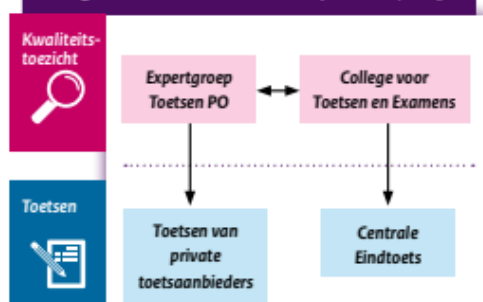 Kwaliteits-
toezicht
Expertgroep
Toetsen PO
College voor
Toetsen en Examens
Toetsen
Toetsen van
private
toetsaanbieders
Centrale
Eindtoets